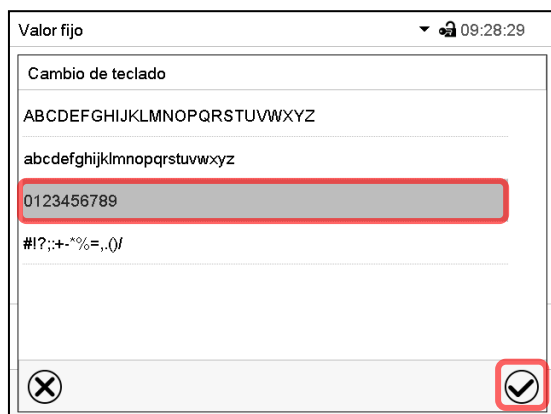 Valor fijo 09:28:29
Cambio de teclado
ABCDEFGHIJKLMNOPQRSTUVWXYZ
abcdefghijklmnopqrstuvwxyz
0123456789
#!?;:+-*%=,.()/